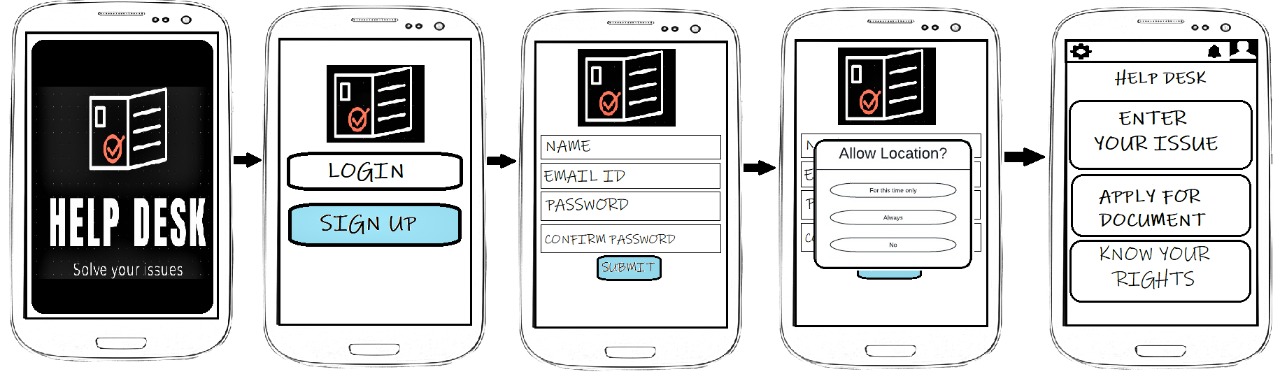 HELP DESK
Solve your issues
LOGIN
SIGN UP
NAME
EMAIL ID
PASSWORD
CONFIRM PASSWORD
SUBMIT
Allow Location?
For this time only
Always
No
HELP DESK
ENTER
YOUR ISSUE
APPLY FOR
DOCUMENT
KNOW YOUR
RIGHTS